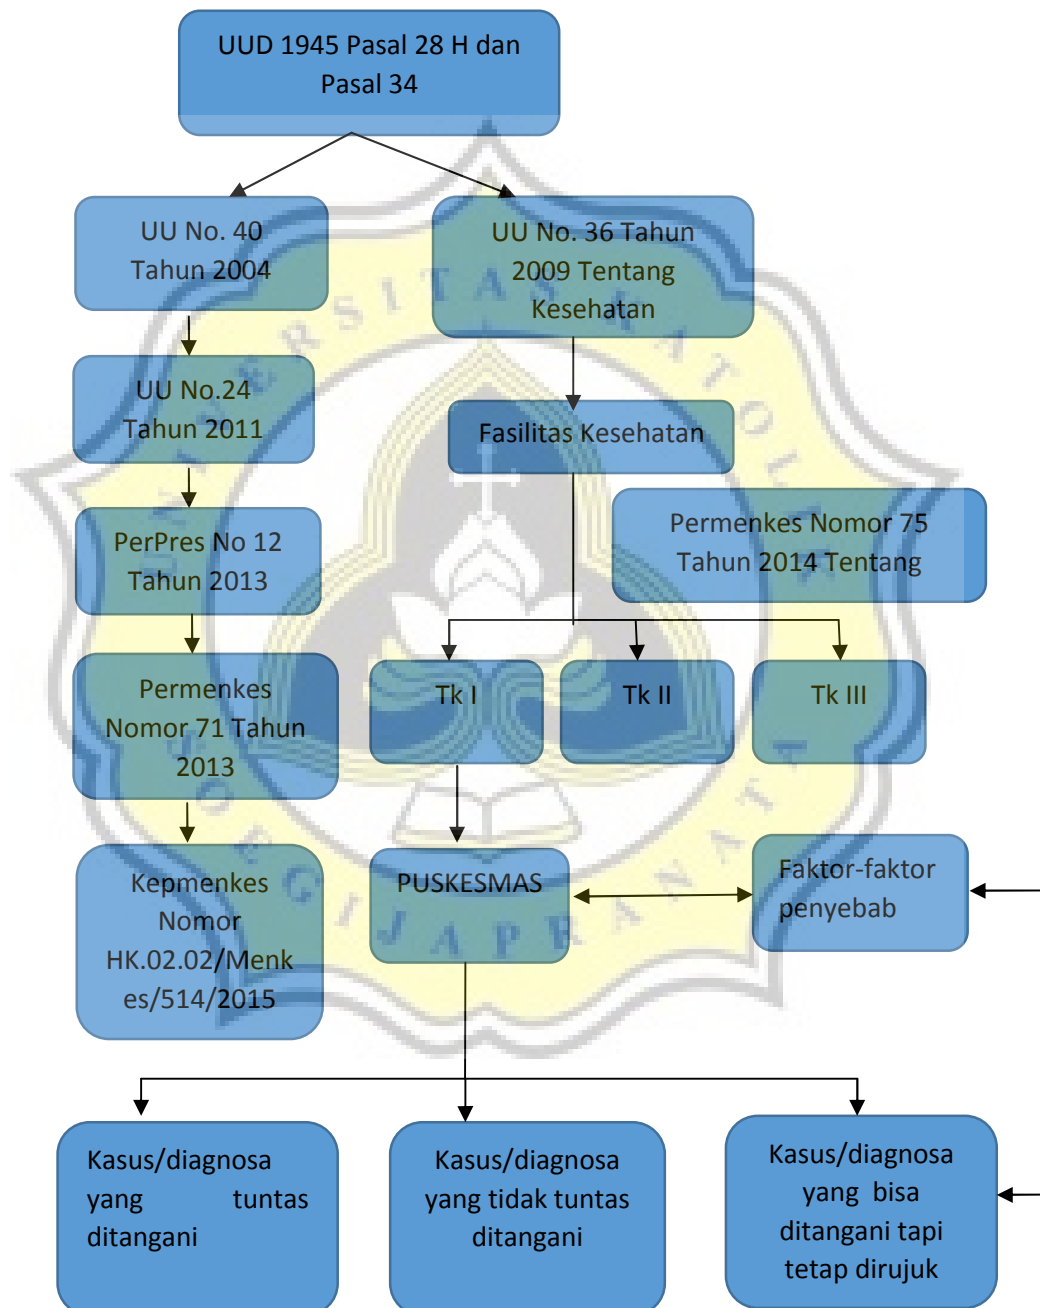 UUD 1945 Pasal 28 H dan
Pasal 34
UU No. 40
Tahun 2004
UU No. 36 Tahun
2009 Tentang
Kesehatan
UU No.24
Tahun 2011
Fasilitas Kesehatan
PerPres No 12
Tahun 2013
Permenkes Nomor 75
Tahun 2014 Tentang
Permenkes
Nomor 71 Tahun
2013
Tk I
Tk II
Tk III
Kepmenkes
Nomor
HK.02.02/Menk
es/514/2015
PUSKESMAS
Faktor-faktor
penyebab
Kasus/diagnosa
yang tuntas
ditangani
Kasus/diagnosa
yang tidak tuntas
ditangani
Kasus/diagnosa
yang bisa
ditangani tapi
tetap dirujuk
UNIVERSITAS KATOLIK
SOEGIJAPRANATA